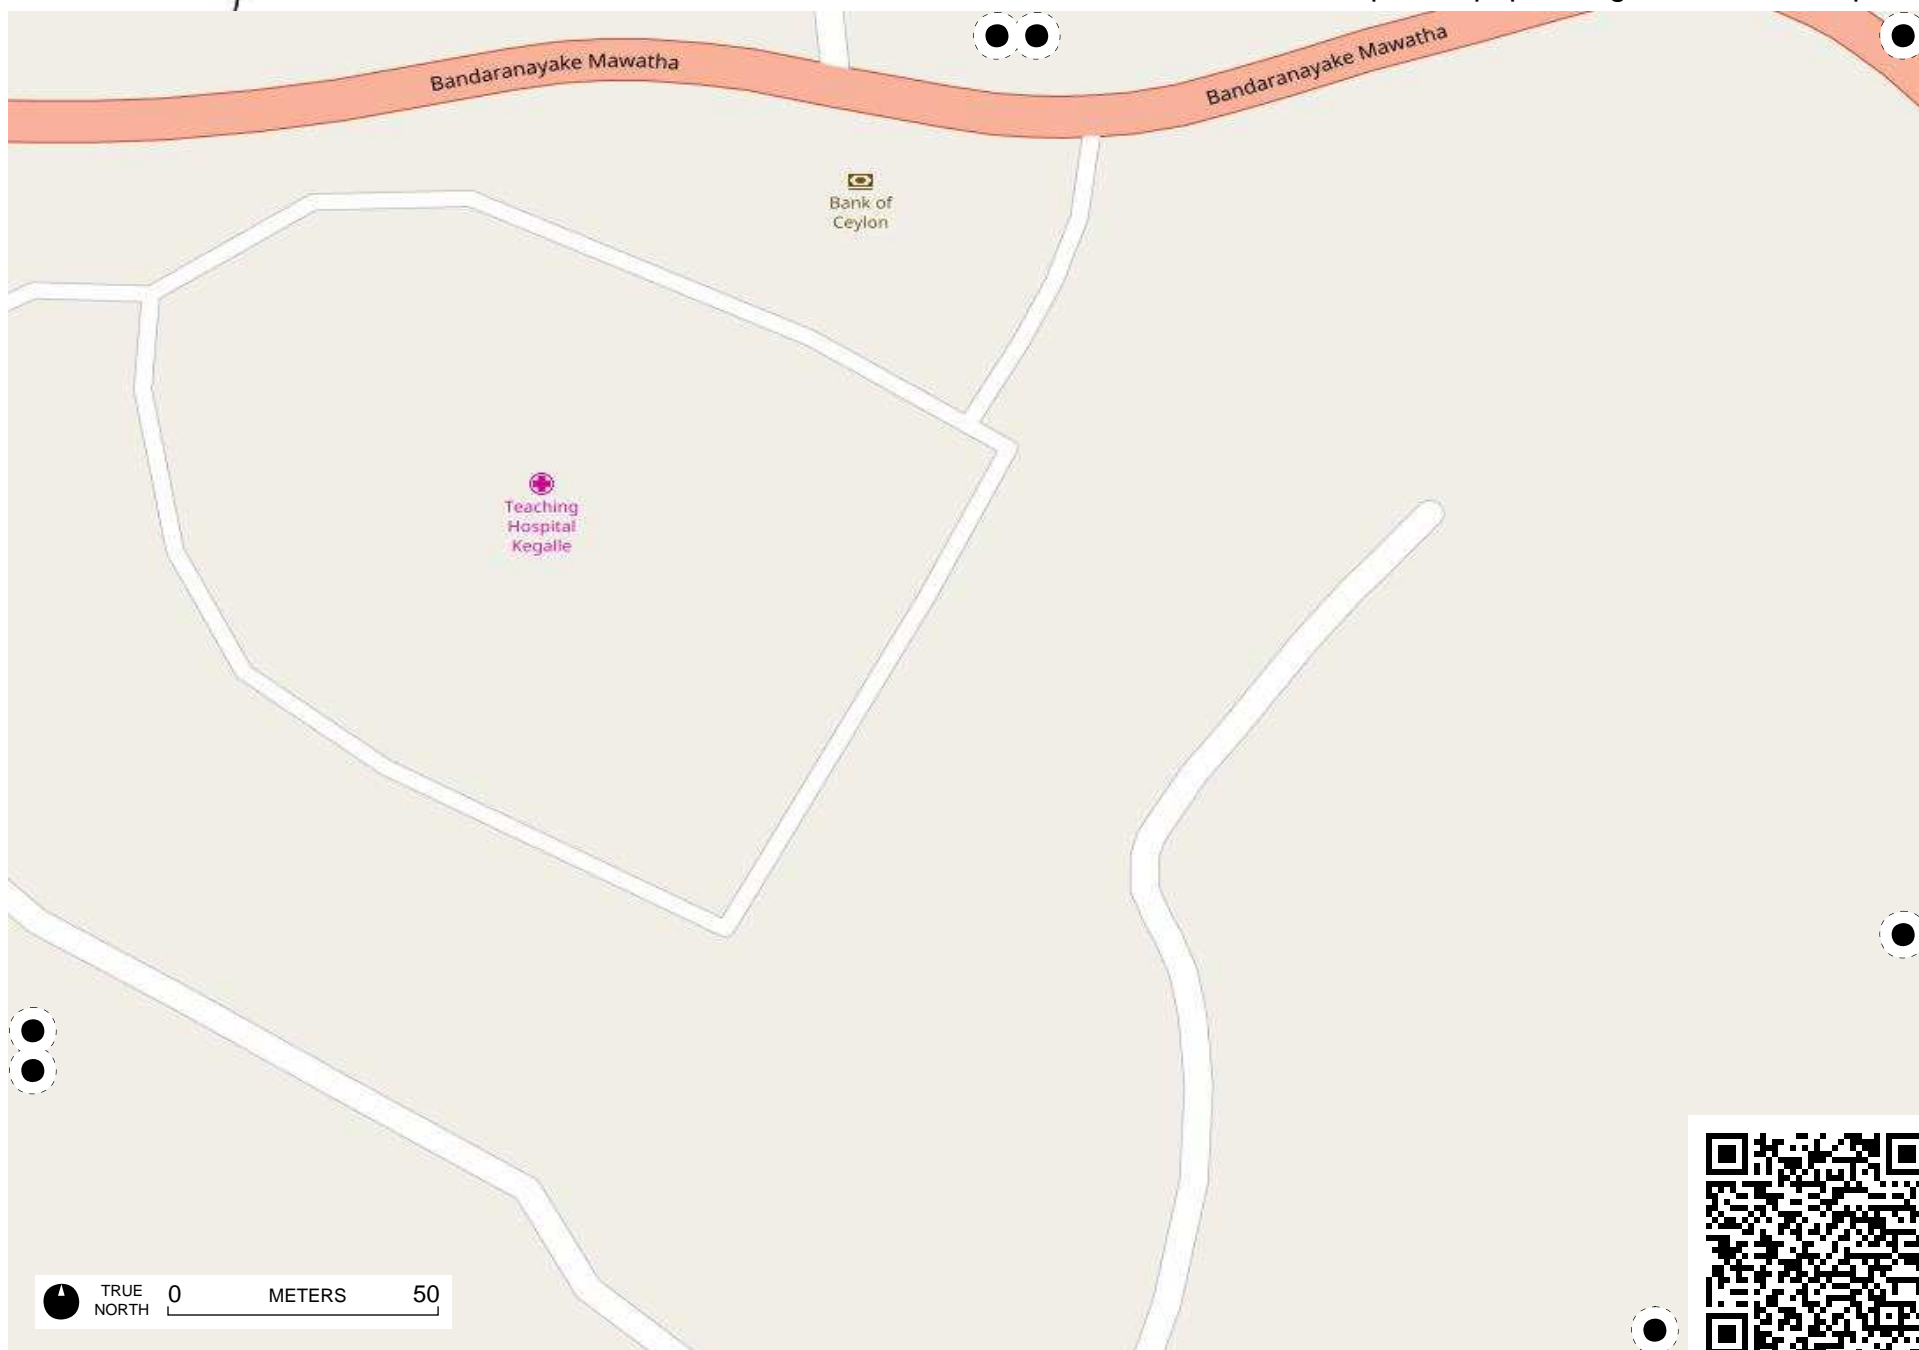 Bandaranayake Mawatha
Bandaranayake Mawatha
Bank of
Ceylon
Teaching
Hospital
Kegalle
TRUE
NORTH
0 METERS 50